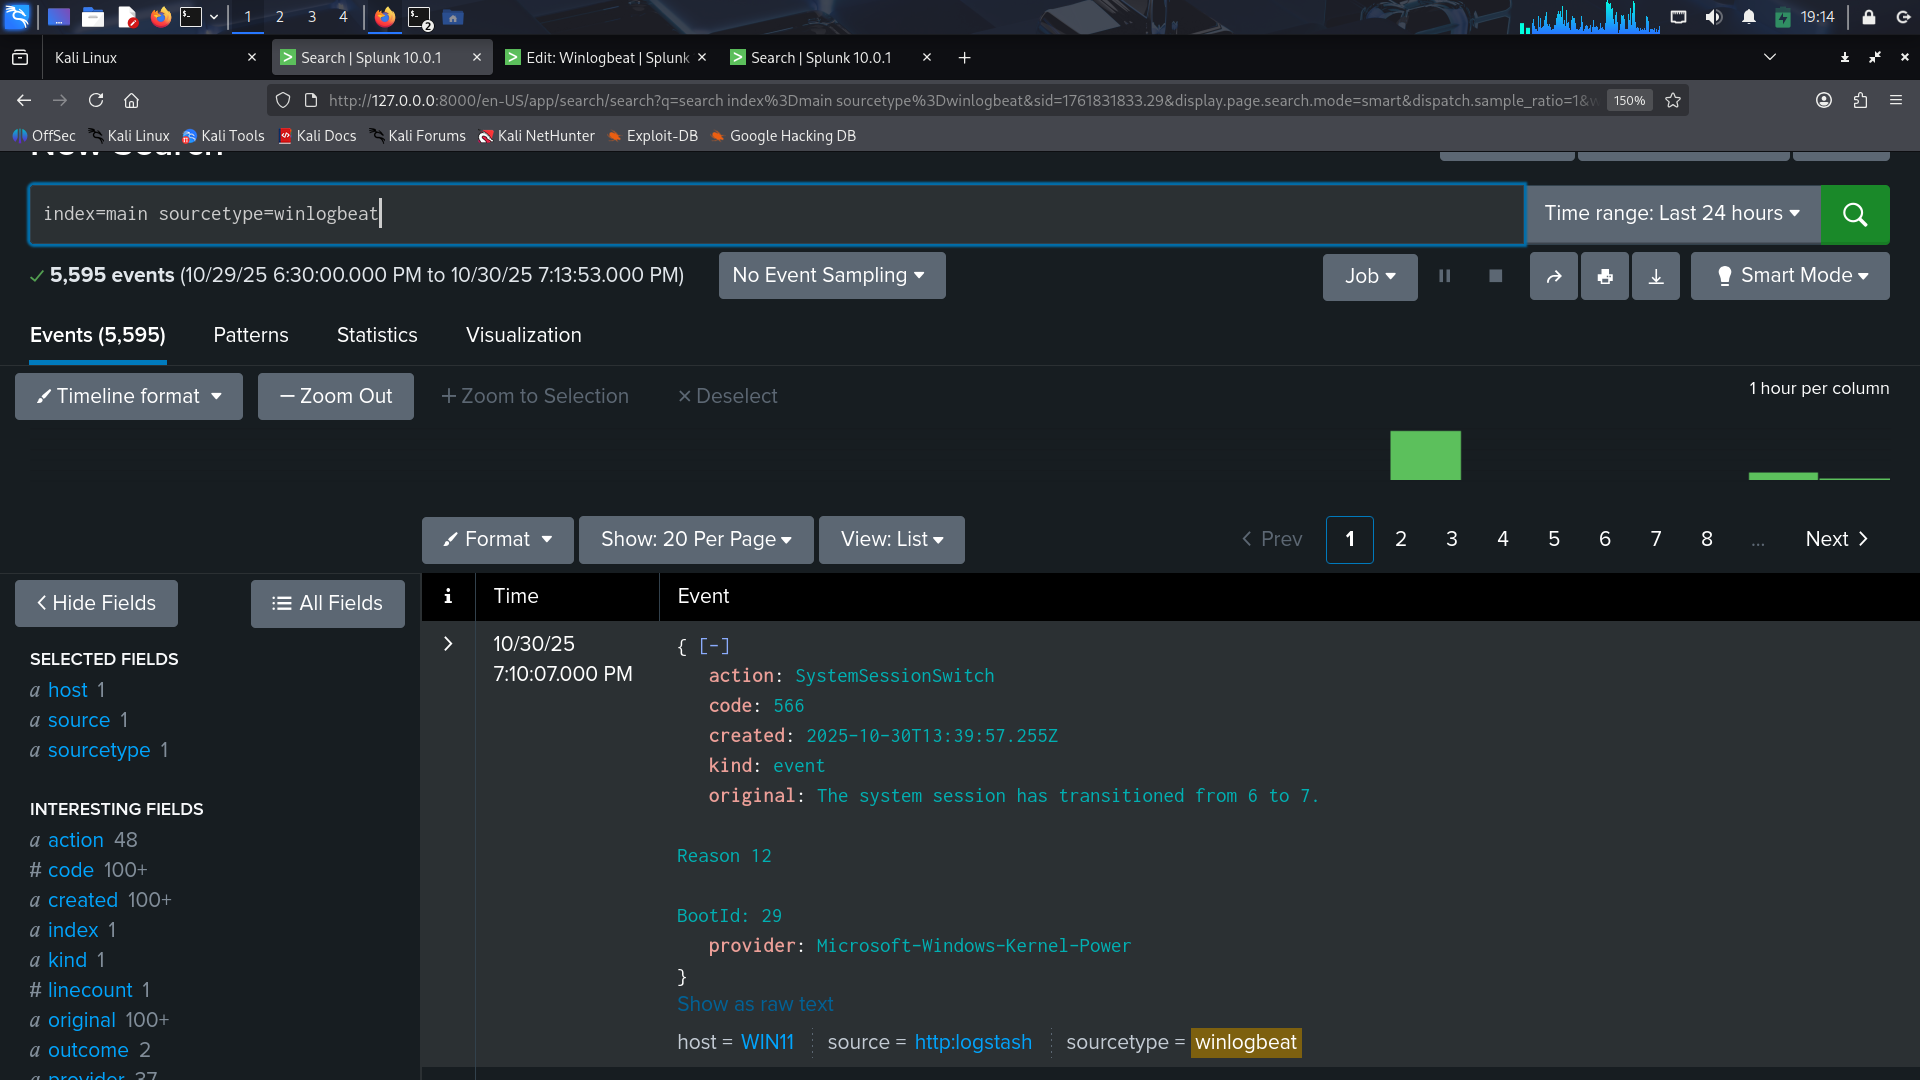 1 2 3 4 2 19:14
Kali Linux Search | Splunk 10.0.1 Edit: Winlogbeat | Splunk Search | Splunk 10.0.1
http://127.0.0.0:8000/en-US/app/search/search?q=search index%3Dmain sourcetype%3Dwinlogbeat&sid=1761831833.29&display.page.search.mode=smart&dispatch.sample_ratio=1& 150%
OffSec Kali Linux Kali Tools Kali Docs Kali Forums Kali NetHunter Exploit-DB Google Hacking DB
New Search
index=main sourcetype=winlogbeat Time range: Last 24 hours
5,595 events (10/29/25 6:30:00.000 PM to 10/30/25 7:13:53.000 PM) No Event Sampling Job Smart Mode
Events (5,595) Patterns Statistics Visualization
Timeline format — Zoom Out + Zoom to Selection × Deselect 1 hour per column
Format Show: 20 Per Page View: List < Prev 1 2 3 4 5 6 7 8 ... Next >
< Hide Fields All Fields i Time Event
SELECTED FIELDS
a host 1
a source 1
a sourcetype 1
INTERESTING FIELDS
a action 48
# code 100+
a created 100+
a index 1
a kind 1
# linecount 1
a original 100+
a outcome 2
a provider 37
> 10/30/25
7:10:07.000 PM
{ [-]
action: SystemSessionSwitch
code: 566
created: 2025-10-30T13:39:57.255Z
kind: event
original: The system session has transitioned from 6 to 7.
Reason 12
BootId: 29
provider: Microsoft-Windows-Kernel-Power
}
Show as raw text
host = WIN11 source = http:logstash sourcetype = winlogbeat